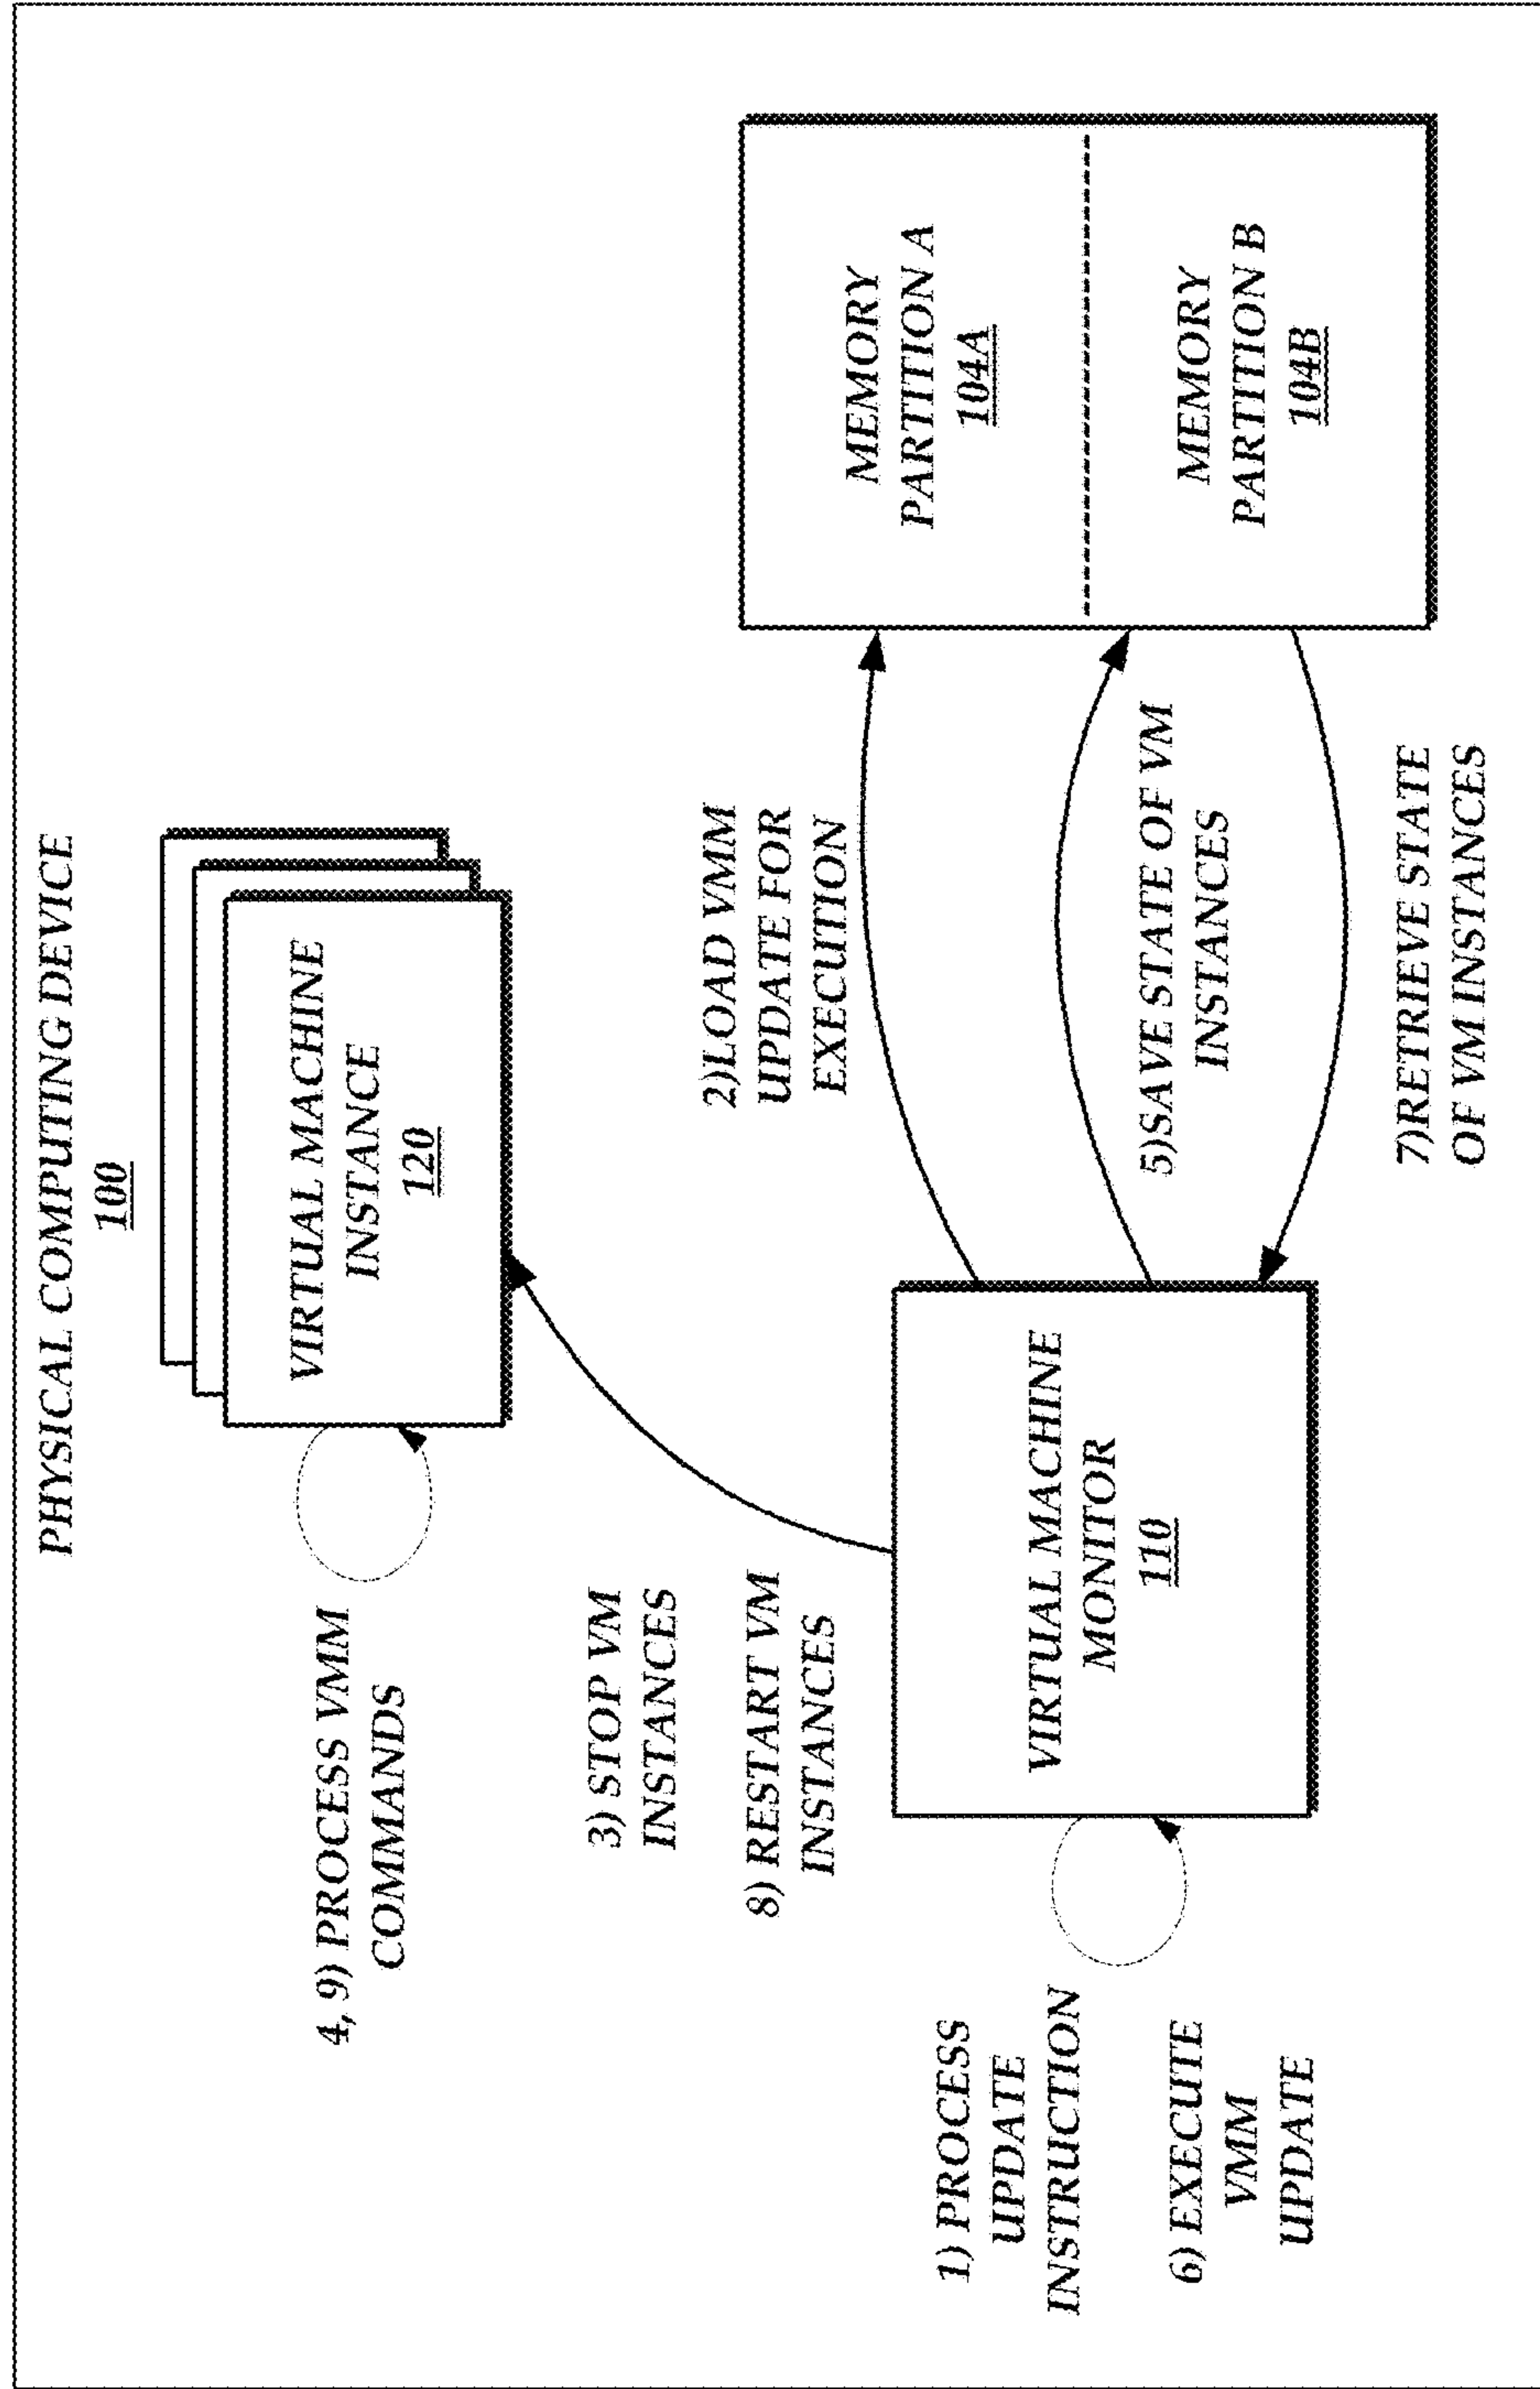 PHYSICAL COMPUTING DEVICE
100
4, 9) PROCESS VMM
COMMANDS
VIRTUAL MACHINE
INSTANCE
120
3) STOP VM
INSTANCES
8) RESTART VM
INSTANCES
2)LOAD VMM
UPDATE FOR
EXECUTION
1) PROCESS
UPDATE
INSTRUCTION
6) EXECUTE
VMM
UPDATE
VIRTUAL MACHINE
MONITOR
110
5)SAVE STATE OF VM
INSTANCES
7)RETRIEVE STATE
OF VM INSTANCES
MEMORY
PARTITION A
104A
MEMORY
PARTITION B
104B